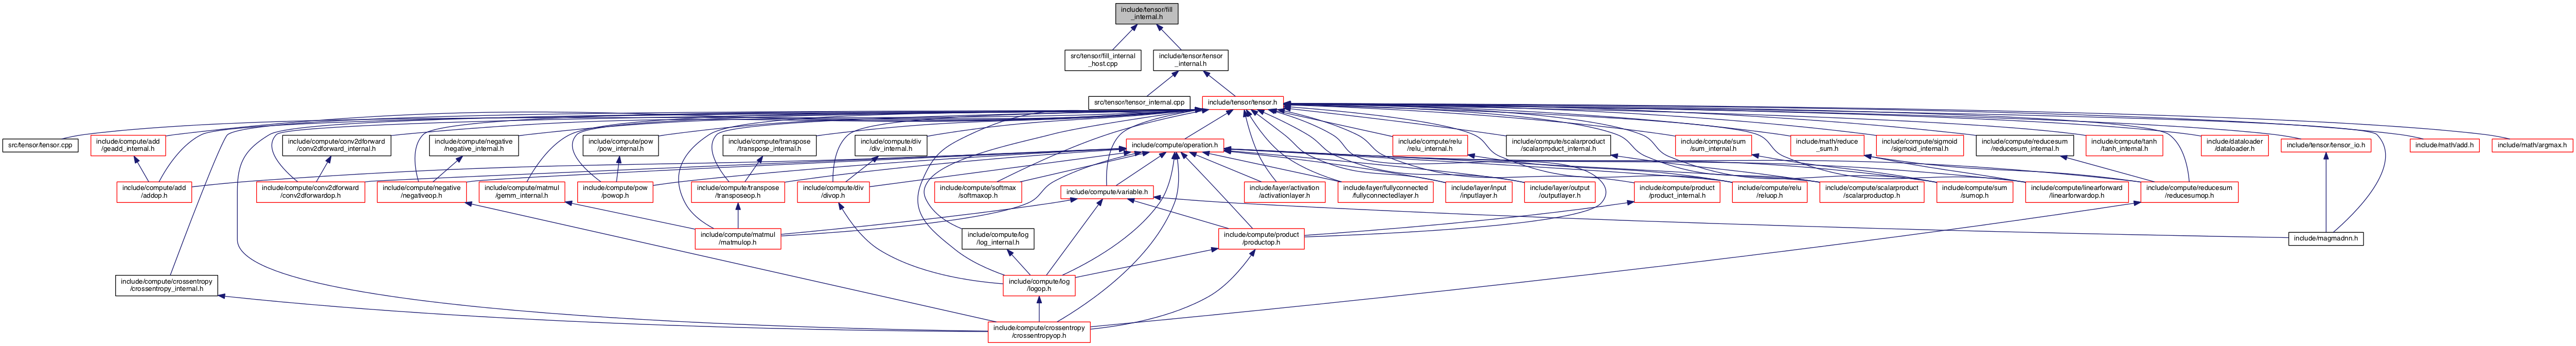 include/tensor/fill
_internal.h
src/tensor/fill_internal
_host.cpp
include/tensor/tensor
_internal.h
src/tensor/tensor_internal.cpp
include/tensor/tensor.h
src/tensor/tensor.cpp
include/compute/add
/geadd_internal.h
include/compute/conv2dforward
/conv2dforward_internal.h
include/compute/negative
/negative_internal.h
include/compute/pow
/pow_internal.h
include/compute/transpose
/transpose_internal.h
include/compute/div
/div_internal.h
include/compute/operation.h
include/compute/relu
/relu_internal.h
include/compute/scalarproduct
/scalarproduct_internal.h
include/compute/sum
/sum_internal.h
include/math/reduce
_sum.h
include/compute/sigmoid
/sigmoid_internal.h
include/compute/reducesum
/reducesum_internal.h
include/compute/tanh
/tanh_internal.h
include/dataloader
/dataloader.h
include/tensor/tensor_io.h
include/math/add.h
include/math/argmax.h
include/compute/add
/addop.h
include/compute/conv2dforward
/conv2dforwardop.h
include/compute/negative
/negativeop.h
include/compute/matmul
/gemm_internal.h
include/compute/pow
/powop.h
include/compute/transpose
/transposeop.h
include/compute/div
/divop.h
include/compute/softmax
/softmaxop.h
include/compute/variable.h
include/layer/activation
/activationlayer.h
include/layer/fullyconnected
/fullyconnectedlayer.h
include/layer/input
/inputlayer.h
include/layer/output
/outputlayer.h
include/compute/product
/product_internal.h
include/compute/relu
/reluop.h
include/compute/scalarproduct
/scalarproductop.h
include/compute/sum
/sumop.h
include/compute/linearforward
/linearforwardop.h
include/compute/reducesum
/reducesumop.h
include/compute/matmul
/matmulop.h
include/compute/log
/log_internal.h
include/compute/product
/productop.h
include/magmadnn.h
include/compute/crossentropy
/crossentropy_internal.h
include/compute/log
/logop.h
include/compute/crossentropy
/crossentropyop.h